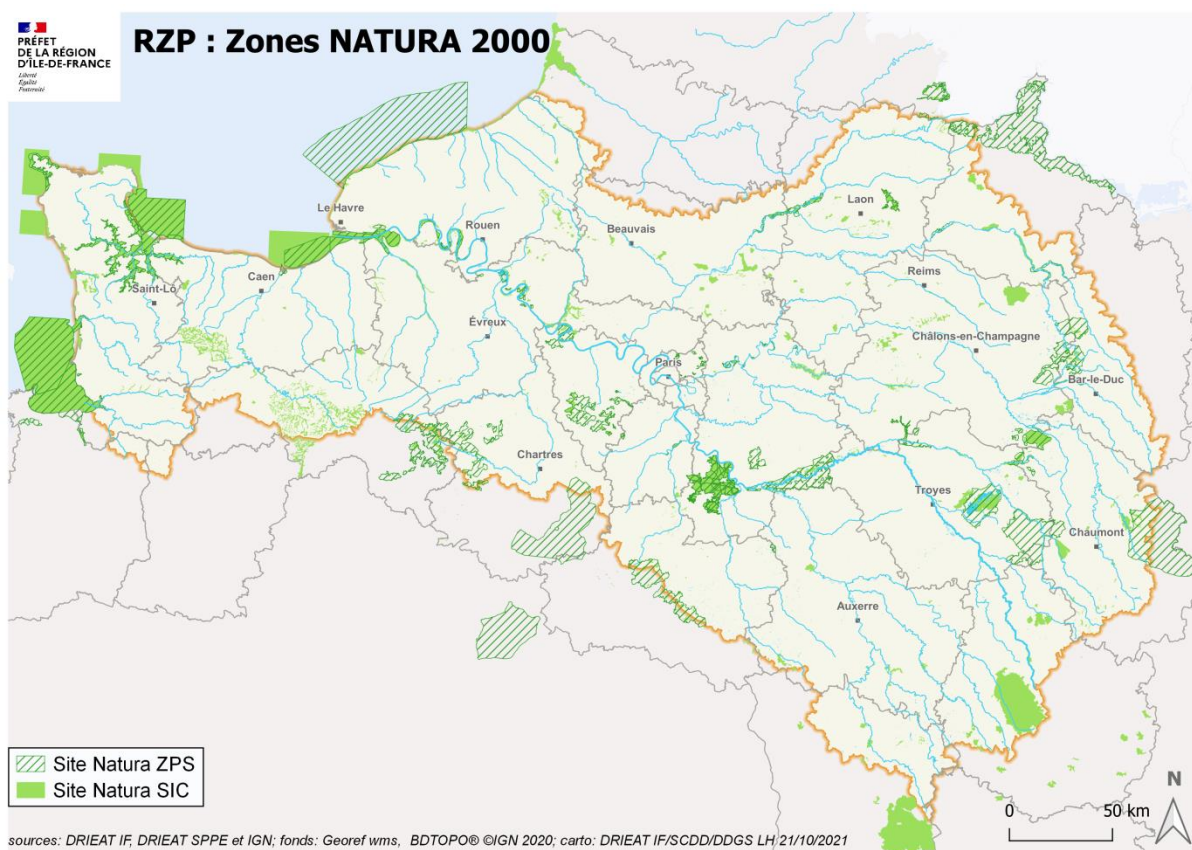 PRÉFET
DE LA RÉGION
D'ÎLE-DE-FRANCE
Liberté
Égalité
Fraternité
RZP : Zones NATURA 2000
Le Havre
Rouen
Beauvais
Laon
Caen
Saint-Lô
Reims
Évreux
Châlons-en-Champagne
Paris
Bar-le-Duc
Chartres
Troyes
Chaumont
Auxerre
Site Natura ZPS
Site Natura SIC
N
0 50 km
sources: DRIEAT IF, DRIEAT SPPE et IGN; fonds: Georef wms, BDTOPO® ©IGN 2020; carto: DRIEAT IF/SCDD/DDGS LH 21/10/2021